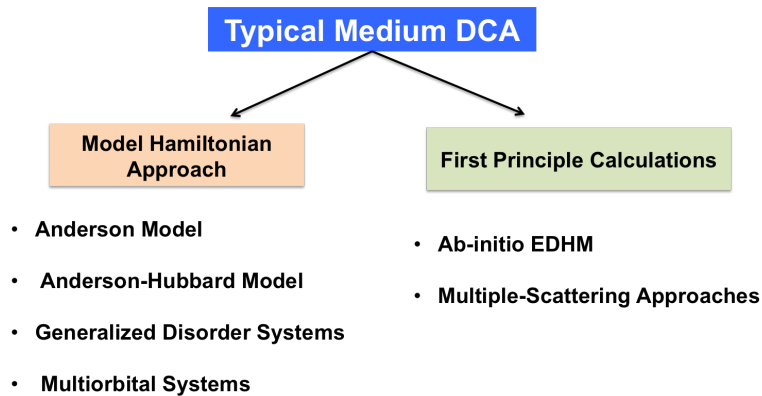 Typical Medium DCA
Model Hamiltonian
Approach
First Principle Calculations
• Anderson Model
• Anderson-Hubbard Model
• Generalized Disorder Systems
• Multiorbital Systems
• Ab-initio EDHM
• Multiple-Scattering Approaches